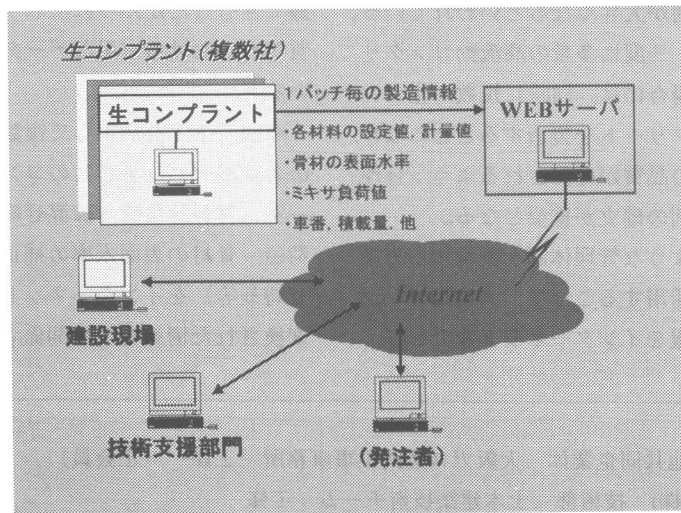 生コンプラント(複数社)
生コンプラント
1バッチ毎の製造情報
・各材料の設定値, 計量値
・骨材の表面水率
・ミキサ負荷値
・車番, 積載量, 他
WEBサーバ
Internet
建設現場
技術支援部門
(発注者)